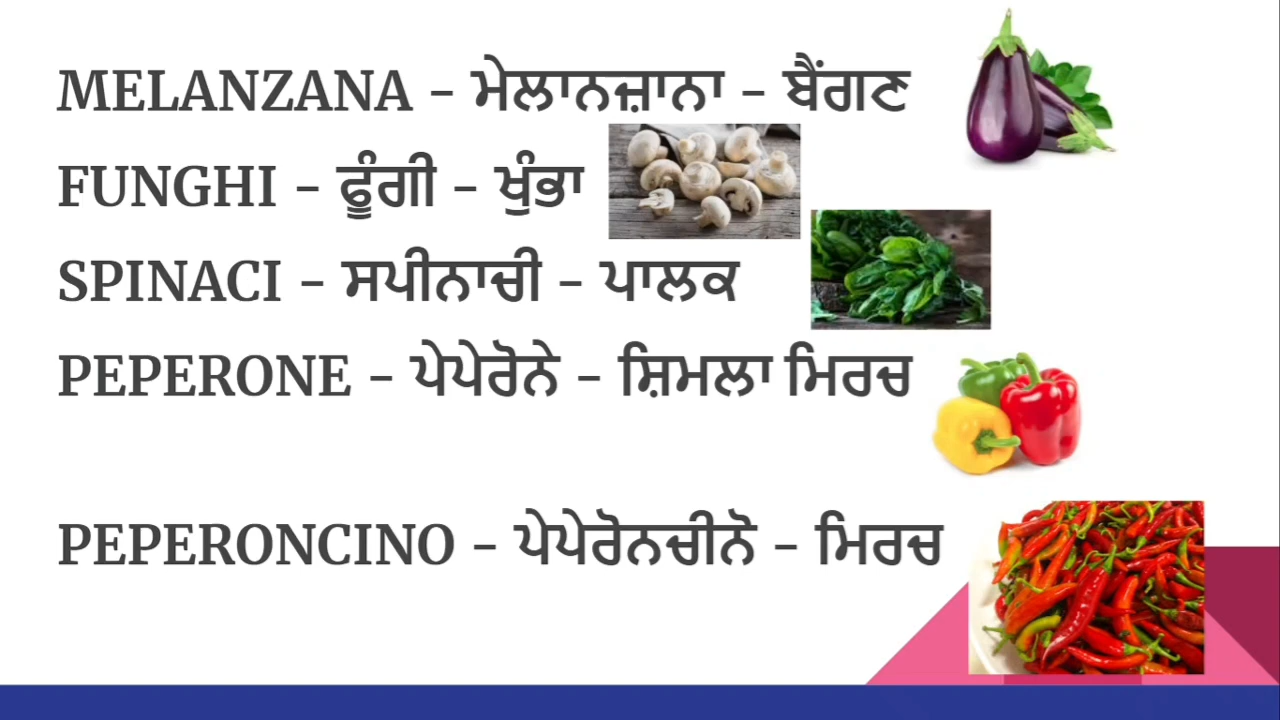 MELANZANA - ਮੇਲਾਨਜ਼ਾਨਾ - ਬੈਂਗਣ
FUNGHI - ਫੂੰਗੀ - ਖੁੰਭਾ
SPINACI - ਸਪੀਨਾਚੀ - ਪਾਲਕ
PEPERONE - ਪੇਪੇਰੋਨੇ - ਸ਼ਿਮਲਾ ਮਿਰਚ
PEPERONCINO - ਪੇਪੇਰੋਨਚੀਨੋ - ਮਿਰਚ